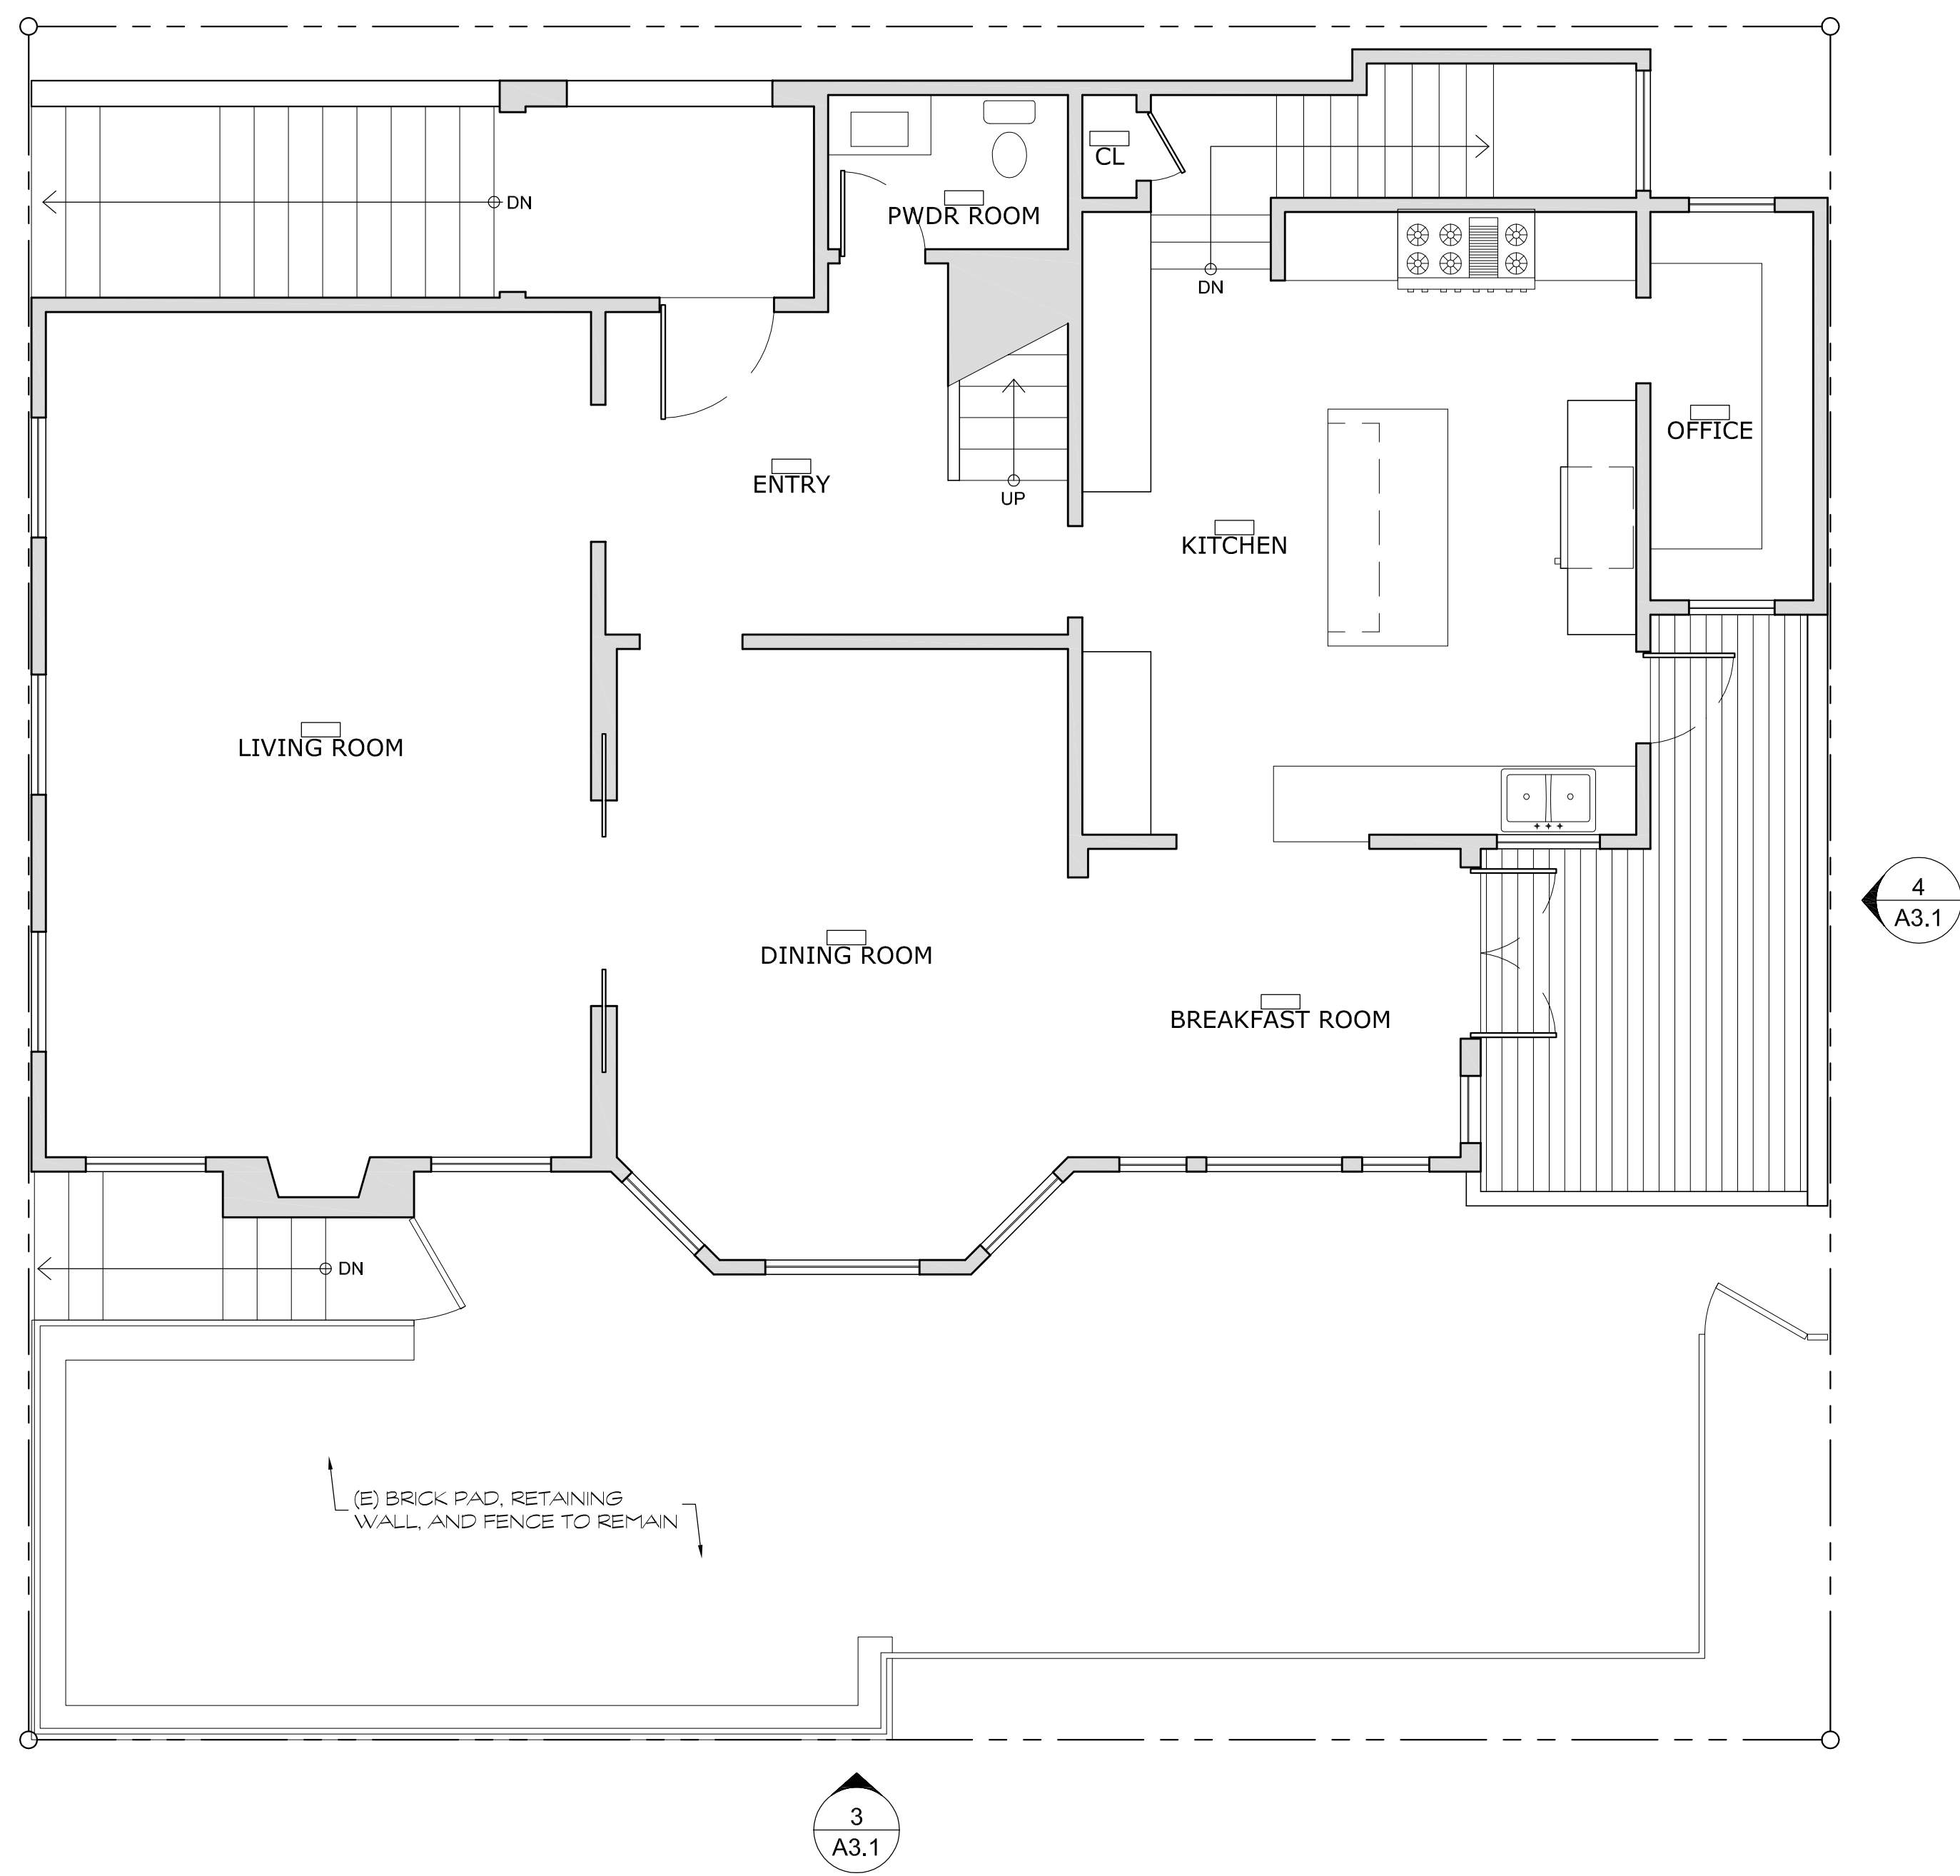 DN
PWDR ROOM
CL
DN
OFFICE
ENTRY
UP
KITCHEN
LIVING ROOM
4
A3.1
DINING ROOM
BREAKFAST ROOM
DN
(E) BRICK PAD, RETAINING
WALL, AND FENCE TO REMAIN
3
A3.1